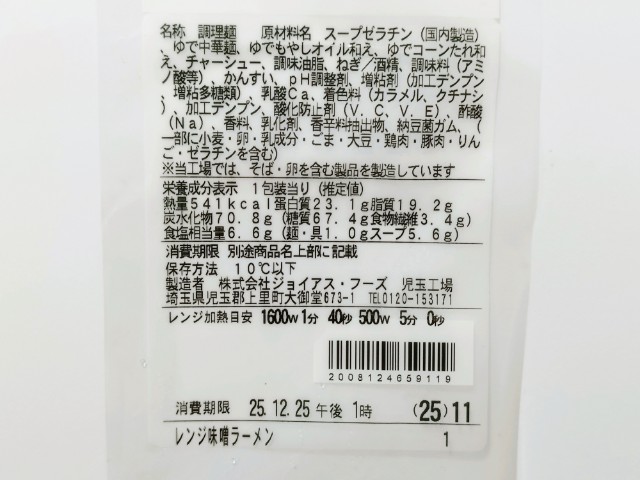 名称　調理麺　　原材料名　スープゼラチン（国内製造）
、ゆで中華麺、ゆでもやしオイル和え、ゆでコーンたれ和
え、チャーシュー、調味油脂、ねぎ／酒精、調味料（アミ
ノ酸等）、かんすい、ｐＨ調整剤、増粘剤（加工デンプン
、増粘多糖類）、乳酸Ｃａ、着色料（カラメル、クチナシ
）、加工デンプン、酸化防止剤（Ｖ．Ｃ、Ｖ．Ｅ）、酢酸
（Ｎａ）、香料、乳化剤、香辛料抽出物、納豆菌ガム、（
一部に小麦・卵・乳成分・ごま・大豆・鶏肉・豚肉・りん
ご・ゼラチンを含む）
※当工場では、そば・卵を含む製品を製造しています
栄養成分表示　１包装当り（推定値）
熱量５４１ｋｃａｌ蛋白質２３．１ｇ脂質１９．２ｇ
炭水化物７０．８ｇ（糖質６７．４ｇ食物繊維３．４ｇ）
食塩相当量６．６ｇ（麺・具１．０ｇスープ５．６ｇ）
消費期限　別途商品名上部に記載
保存方法　１０℃以下
製造者　株式会社ジョイアス・フーズ　児玉工場
埼玉県児玉郡上里町大御堂673-1　TEL0120-153171
レンジ加熱目安　1600W 1分 40秒 500W 5分 0秒
2008124659119
消費期限　25.12.25 午後 1時　（25）11
レンジ味噌ラーメン　1